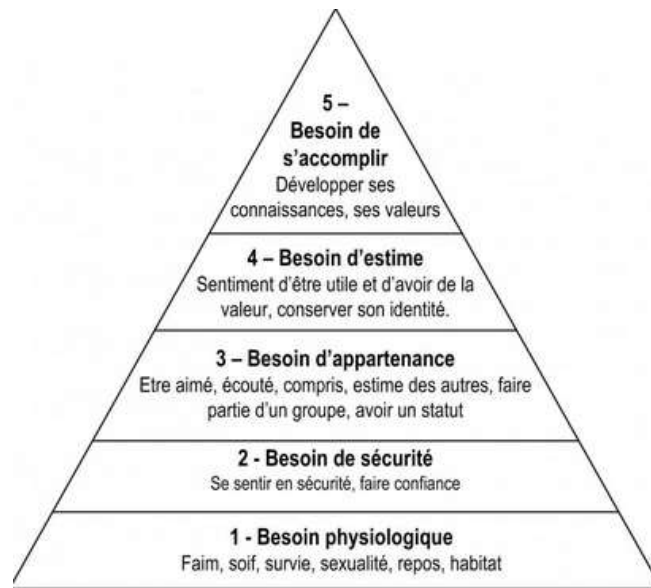 5 –
Besoin de
s’accomplir
Développer ses
connaissances, ses valeurs
4 – Besoin d’estime
Sentiment d’être utile et d’avoir de la
valeur, conserver son identité.
3 – Besoin d’appartenance
Etre aimé, écouté, compris, estime des autres, faire
partie d’un groupe, avoir un statut
2 - Besoin de sécurité
Se sentir en sécurité, faire confiance
1 - Besoin physiologique
Faim, soif, survie, sexualité, repos, habitat